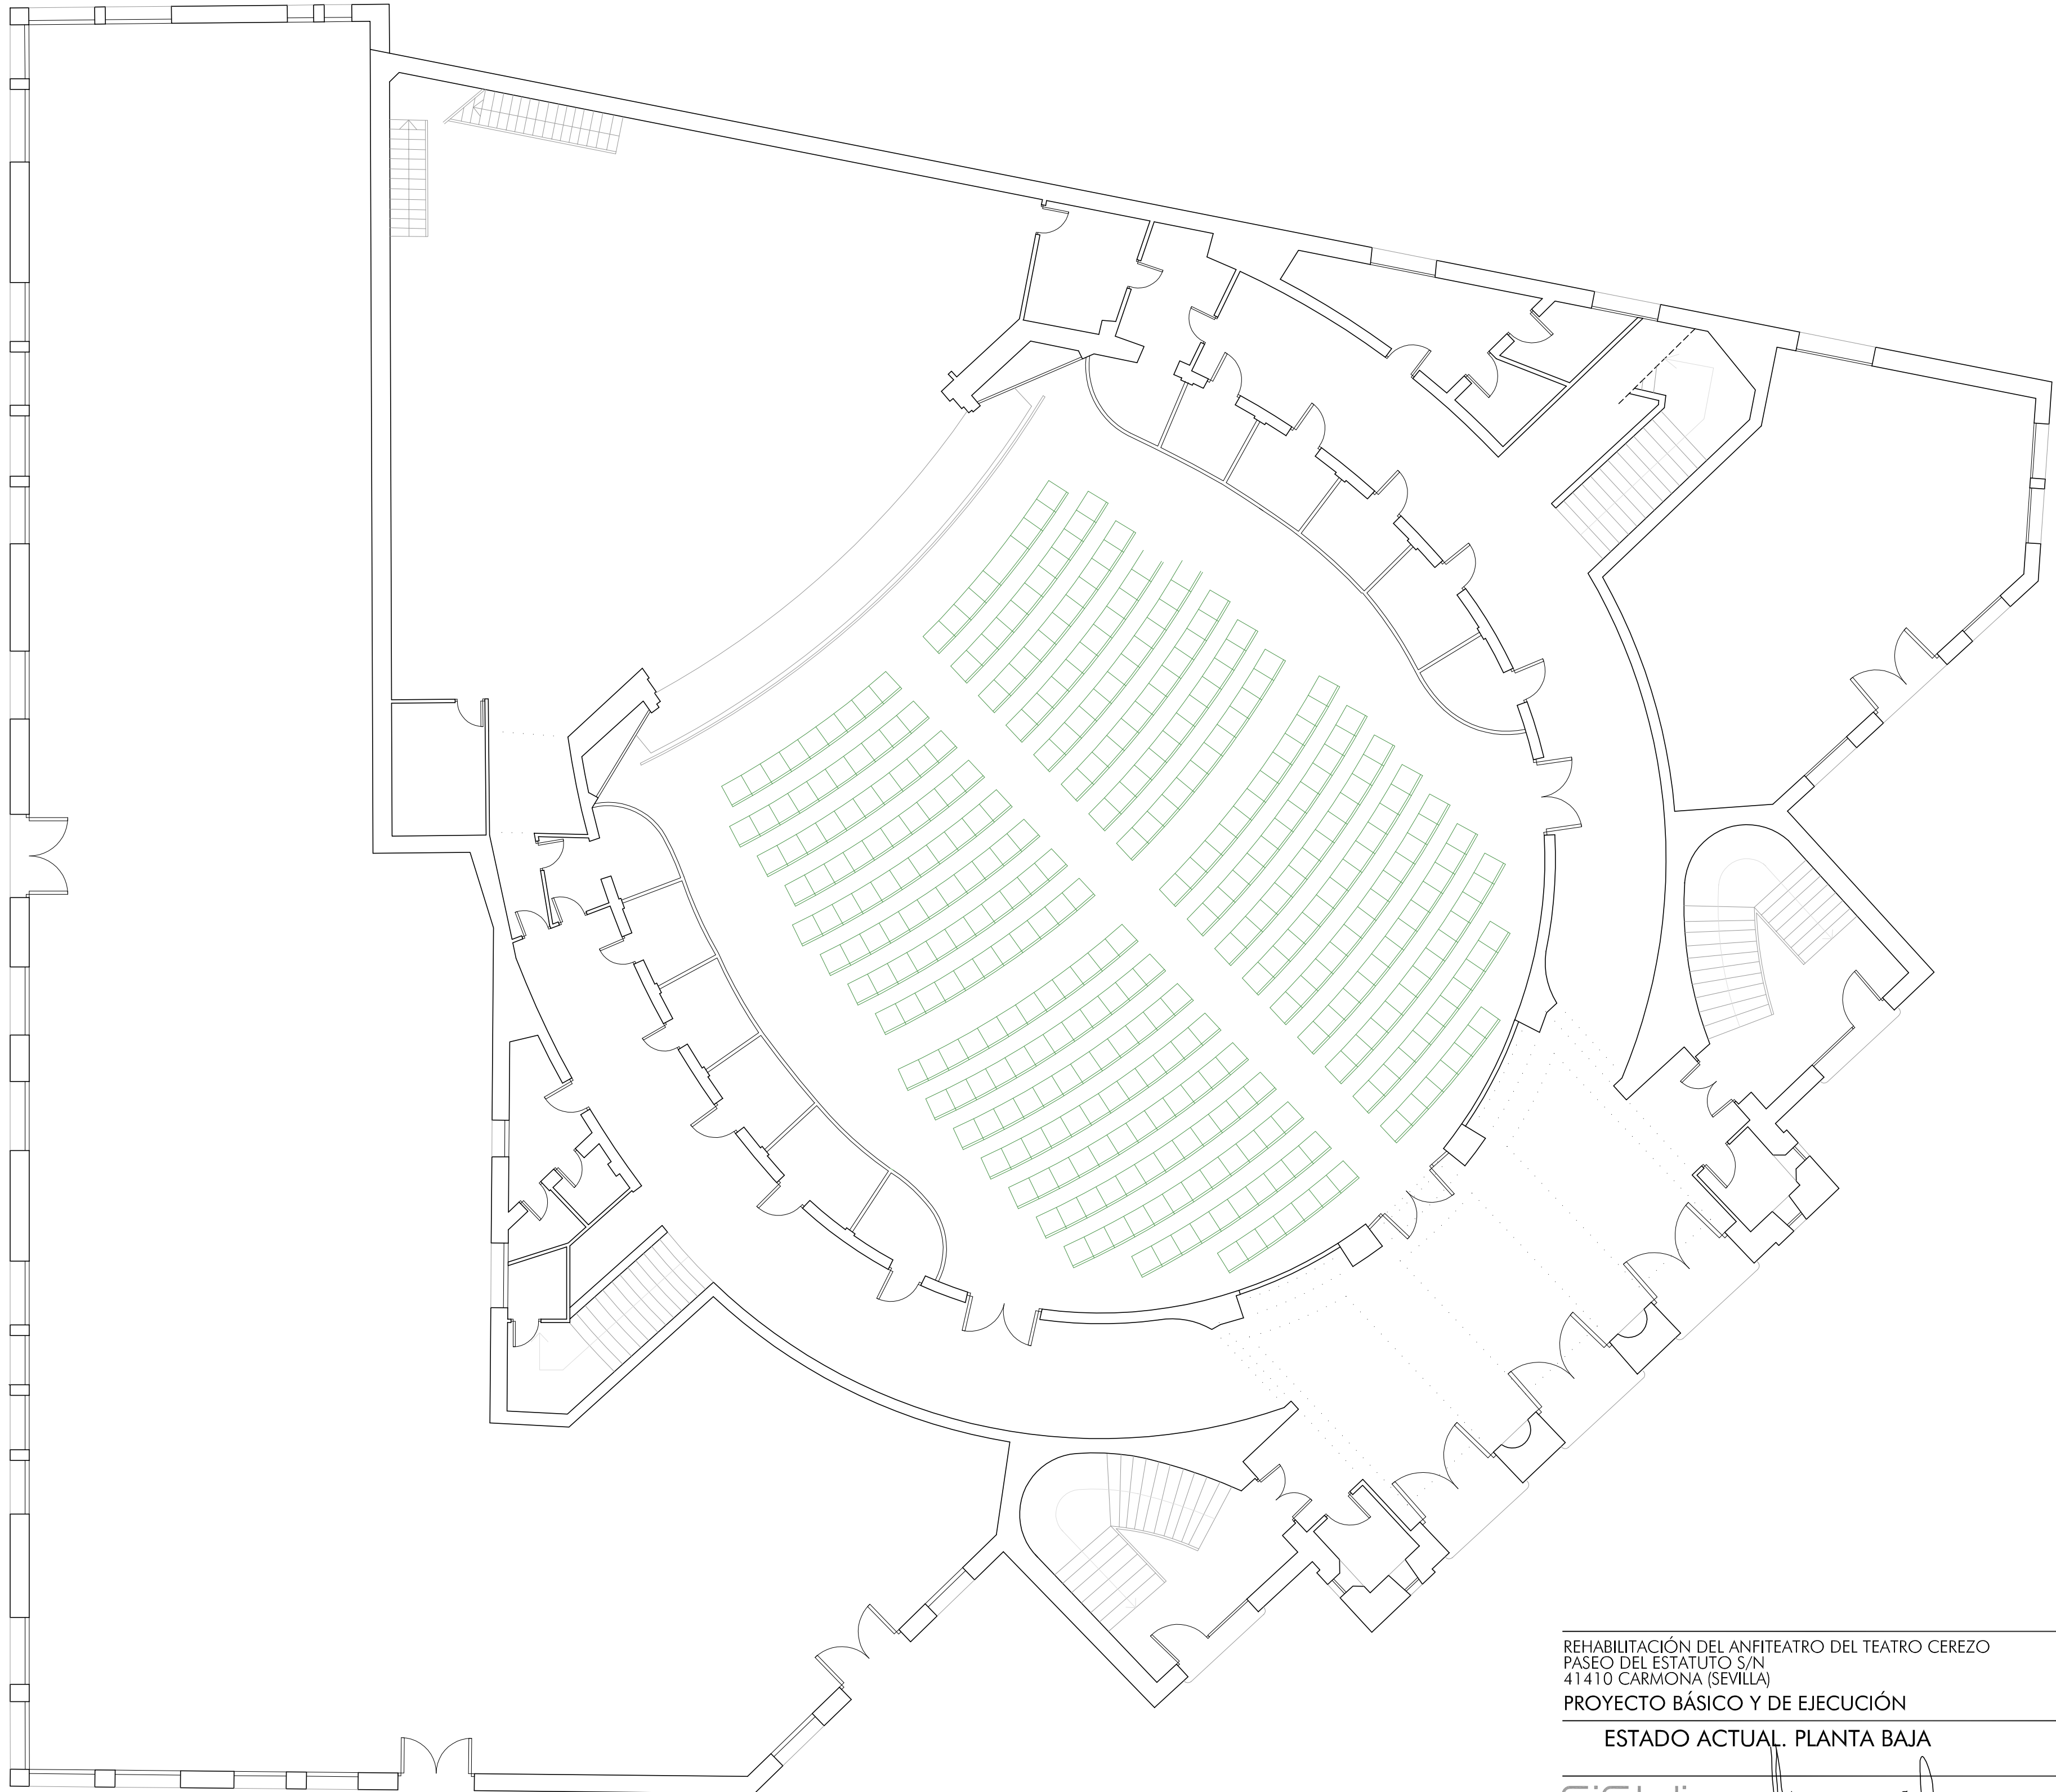 REHABILITACIÓN DEL ANFITEATRO DEL TEATRO CEREZO
PASEO DEL ESTATUTO S/N
41410 CARMONA (SEVILLA)
PROYECTO BÁSICO Y DE EJECUCIÓN
ESTADO ACTUAL. PLANTA BAJA